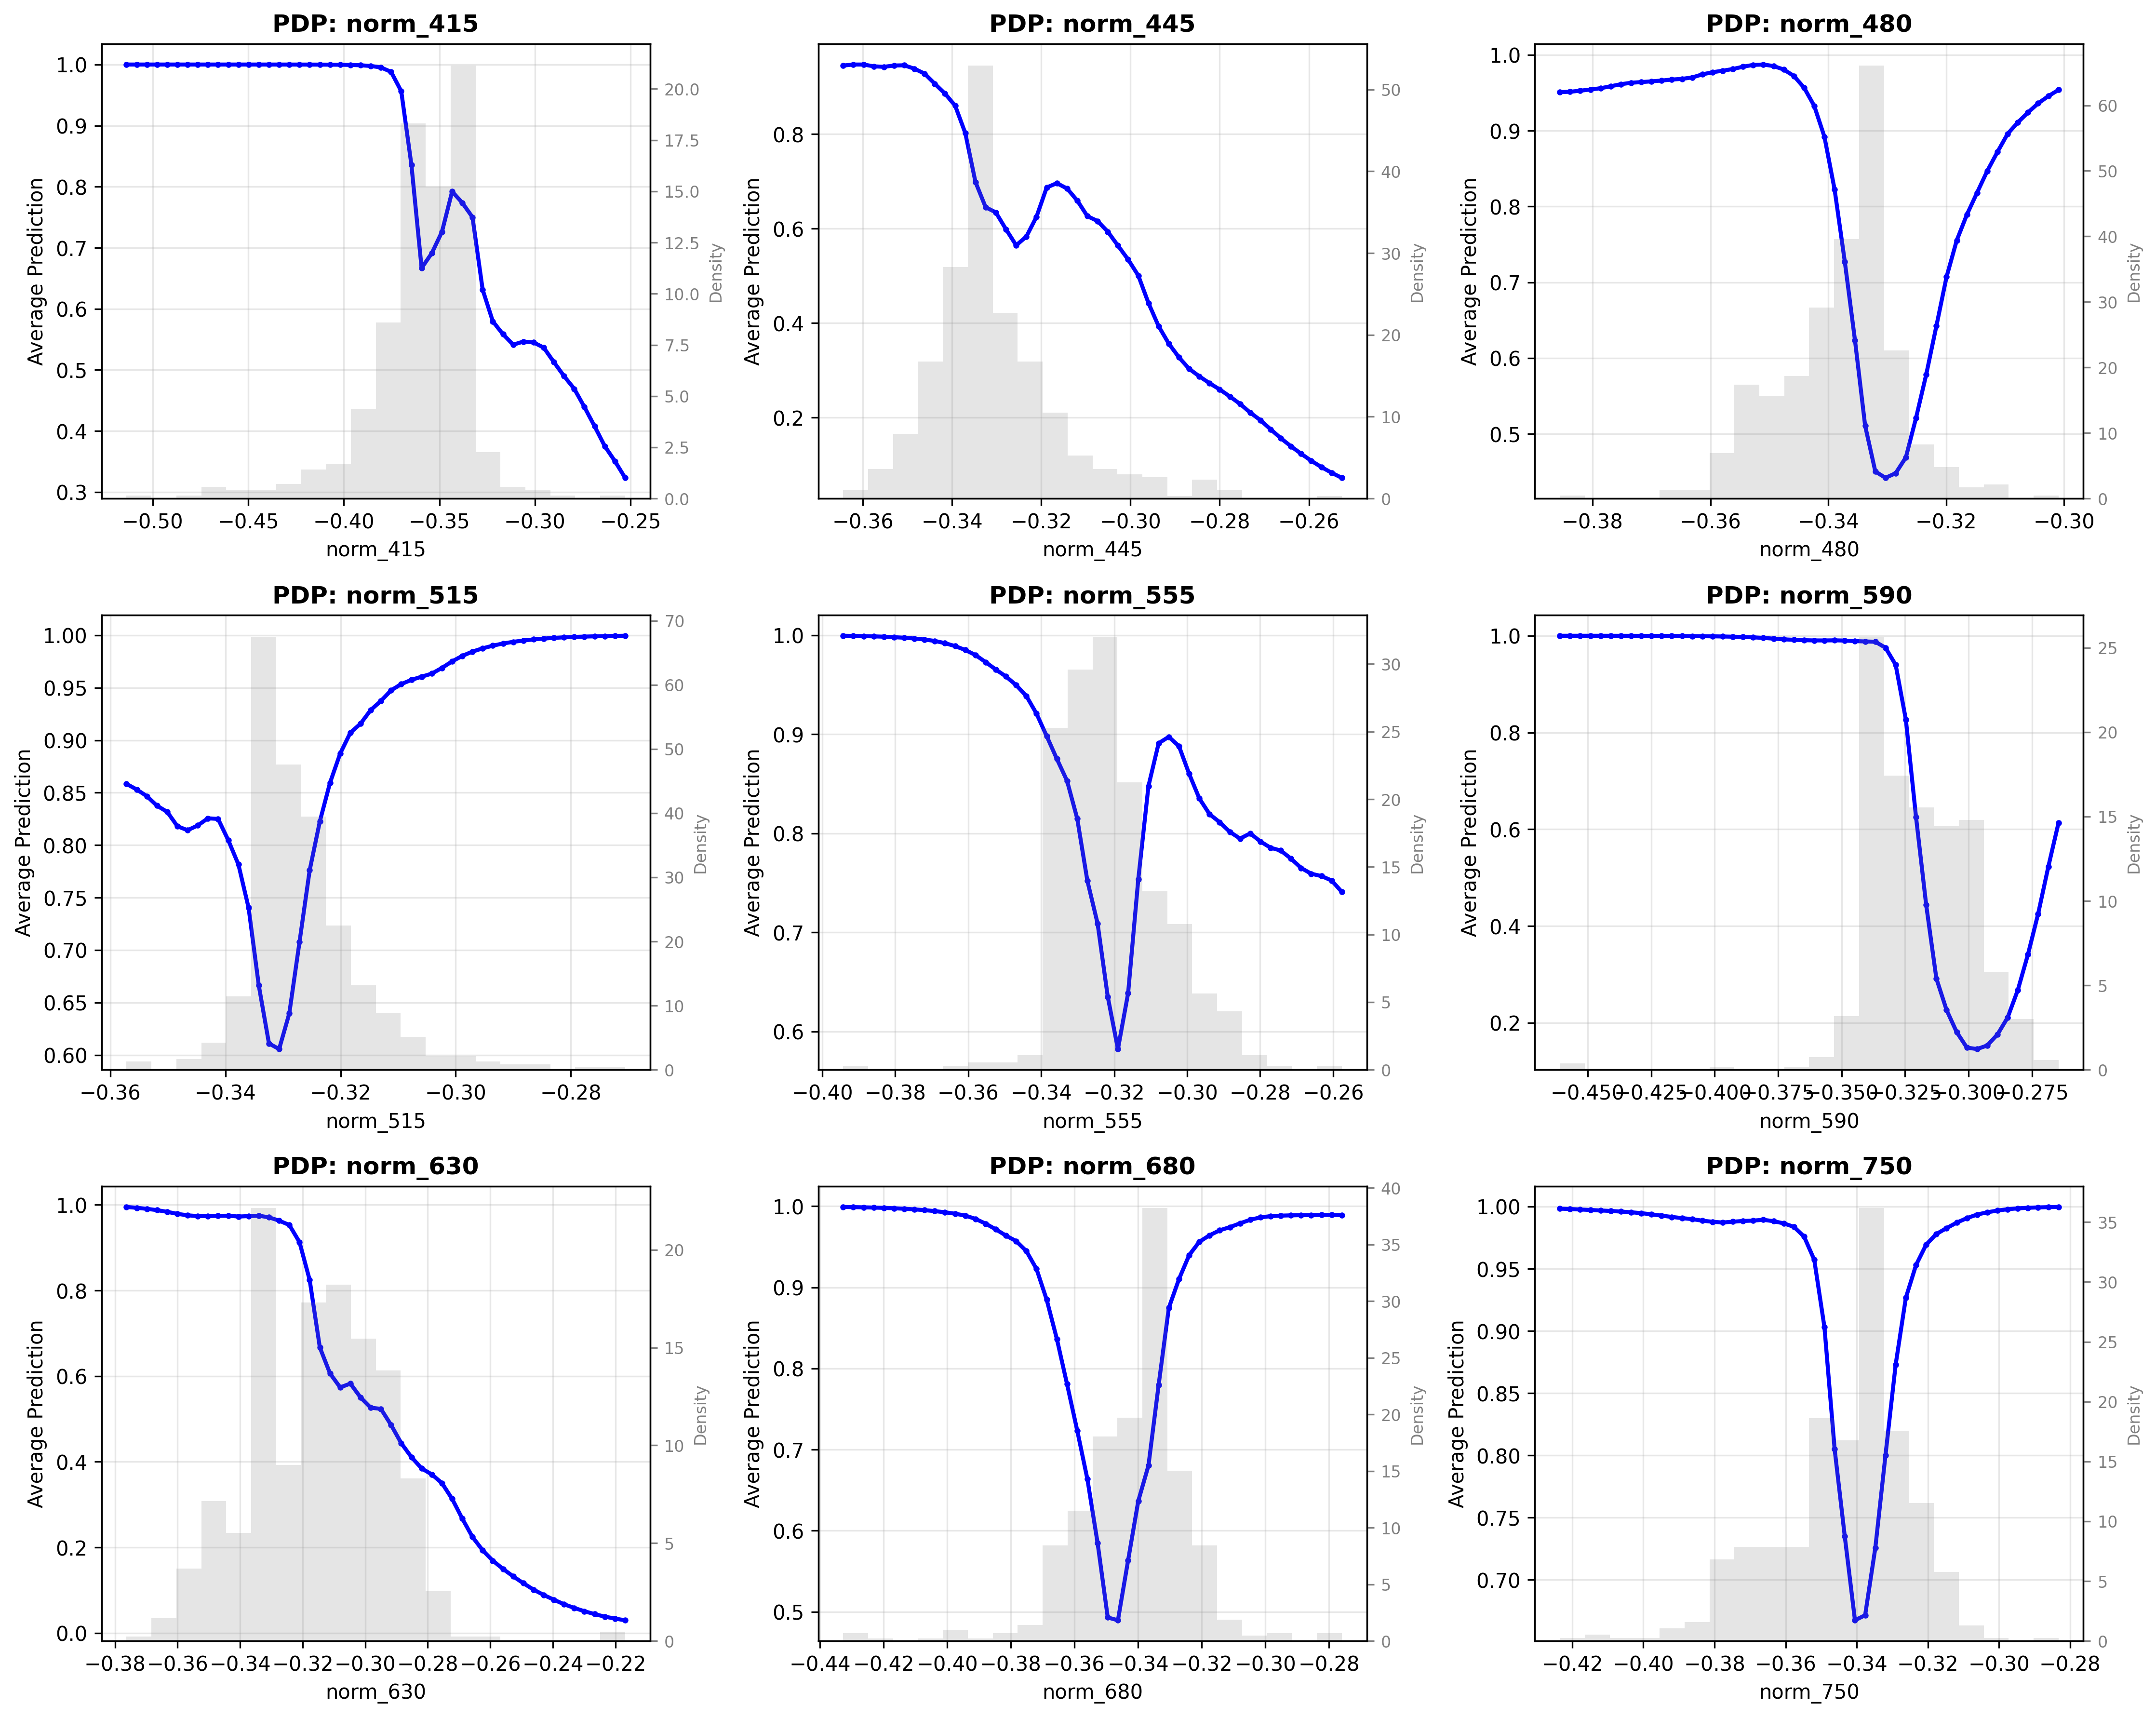 PDP: norm_415
1.0
0.9
0.8
0.7
0.6
0.5
0.4
0.3
Average Prediction
20.0
17.5
15.0
12.5
10.0
7.5
5.0
2.5
0.0
Density
−0.50 −0.45 −0.40 −0.35 −0.30 −0.25
norm_415
PDP: norm_445
0.8
0.6
0.4
0.2
Average Prediction
50
40
30
20
10
0
Density
−0.36 −0.34 −0.32 −0.30 −0.28 −0.26
norm_445
PDP: norm_480
1.0
0.9
0.8
0.7
0.6
0.5
Average Prediction
60
50
40
30
20
10
0
Density
−0.38 −0.36 −0.34 −0.32 −0.30
norm_480
PDP: norm_515
1.00
0.95
0.90
0.85
0.80
0.75
0.70
0.65
0.60
Average Prediction
70
60
50
40
30
20
10
0
Density
−0.36 −0.34 −0.32 −0.30 −0.28
norm_515
PDP: norm_555
1.0
0.9
0.8
0.7
0.6
Average Prediction
30
25
20
15
10
5
0
Density
−0.40 −0.38 −0.36 −0.34 −0.32 −0.30 −0.28 −0.26
norm_555
PDP: norm_590
1.0
0.8
0.6
0.4
0.2
Average Prediction
25
20
15
10
5
0
Density
−0.450 −0.425 −0.400 −0.375 −0.350 −0.325 −0.300 −0.275
norm_590
PDP: norm_630
1.0
0.8
0.6
0.4
0.2
0.0
Average Prediction
20
15
10
5
0
Density
−0.38 −0.36 −0.34 −0.32 −0.30 −0.28 −0.26 −0.24 −0.22
norm_630
PDP: norm_680
1.0
0.9
0.8
0.7
0.6
0.5
Average Prediction
40
35
30
25
20
15
10
5
0
Density
−0.44 −0.42 −0.40 −0.38 −0.36 −0.34 −0.32 −0.30 −0.28
norm_680
PDP: norm_750
1.00
0.95
0.90
0.85
0.80
0.75
0.70
Average Prediction
35
30
25
20
15
10
5
0
Density
−0.42 −0.40 −0.38 −0.36 −0.34 −0.32 −0.30 −0.28
norm_750